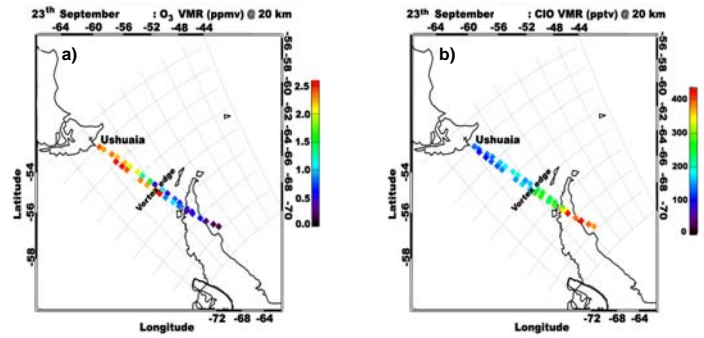 23th September : O3 VMR (ppmv) @ 20 km
-64 -60 -56 -52 -48 -44
a)
-56 -58 -60 -62 -64 -66 -68 -70
2.5
2.0
1.5
1.0
0.5
0.0
Ushuaia
Vortex edge
Latitude
-54 -56 -58
-72 -68 -64
Longitude
23th September : ClO VMR (pptv) @ 20 km
-64 -60 -56 -52 -48 -44
b)
-56 -58 -60 -62 -64 -66 -68 -70
400
300
200
100
0
Ushuaia
Vortex edge
Latitude
-54 -56 -58
-72 -68 -64
Longitude